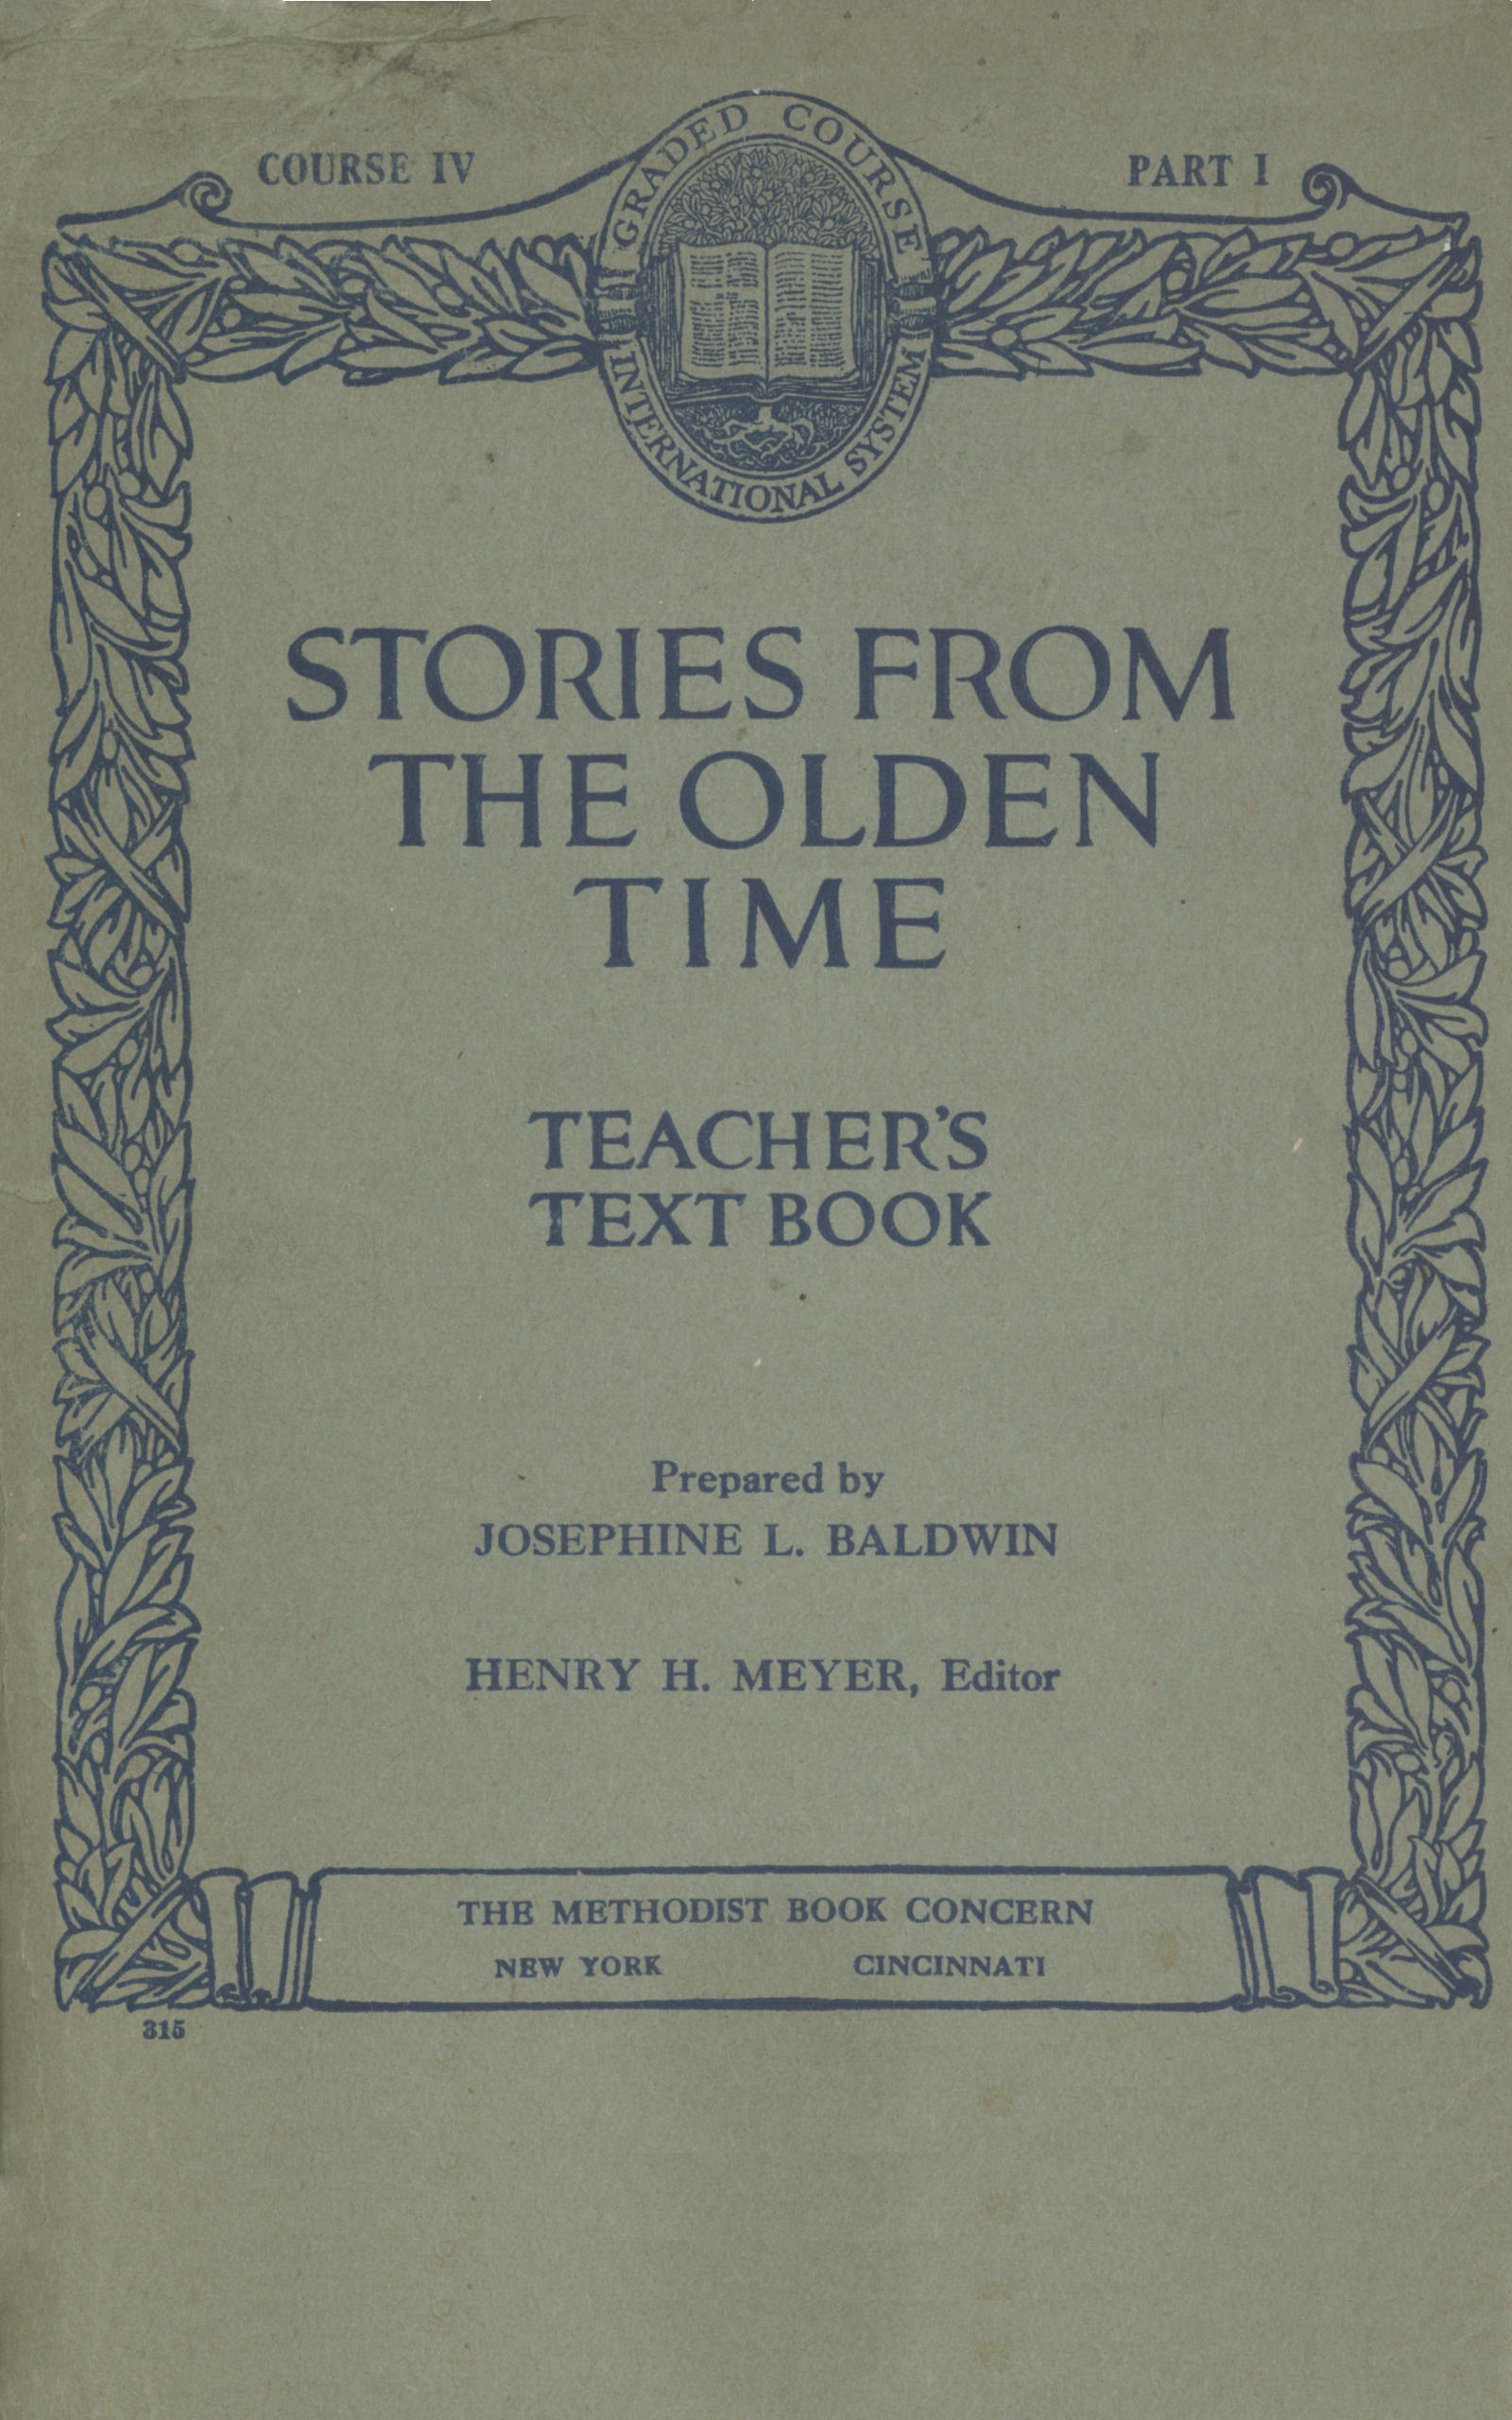 COURSE IV
PART I
GRADED COURSE
INTERNATIONAL SYSTEM
STORIES FROM
THE OLDEN
TIME
TEACHER'S
TEXT BOOK
Prepared by
JOSEPHINE L. BALDWIN
HENRY H. MEYER, Editor
THE METHODIST BOOK CONCERN
NEW YORK CINCINNATI
315